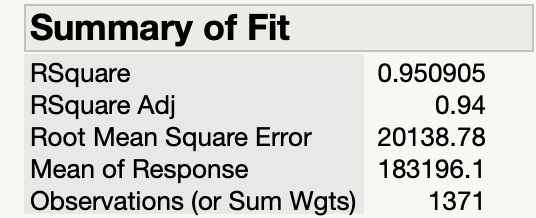 Summary of Fit
RSquare 0.950905
RSquare Adj 0.94
Root Mean Square Error 20138.78
Mean of Response 183196.1
Observations (or Sum Wgts) 1371